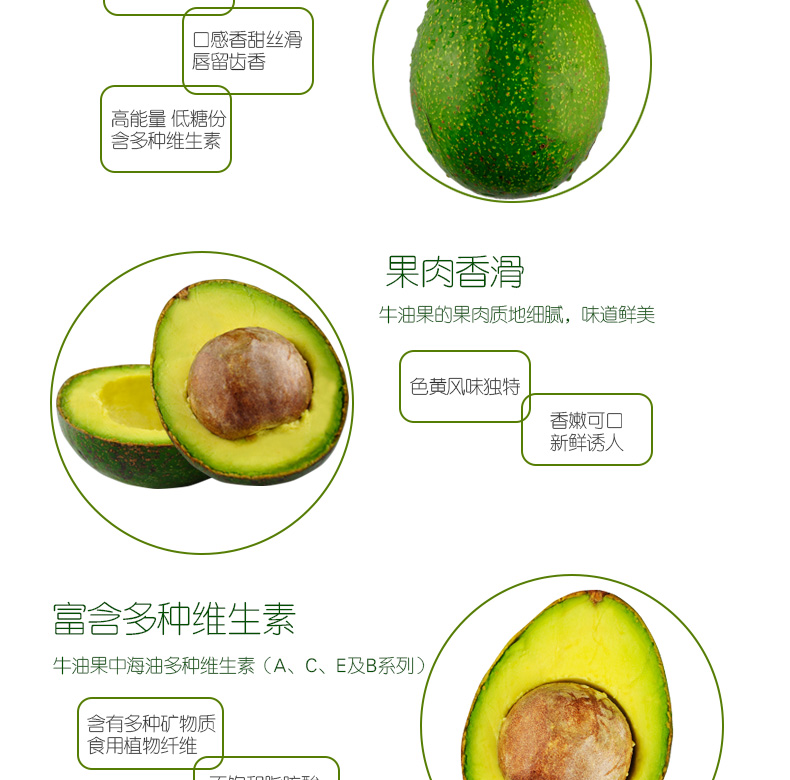 口感香甜丝滑
唇留齿香
高能量 低糖份
含多种维生素
果肉香滑
牛油果的果肉质地细腻，味道鲜美
色黄风味独特
香嫩可口
新鲜诱人
富含多种维生素
牛油果中海油多种维生素（A、C、E及B系列）
含有多种矿物质
食用植物纤维